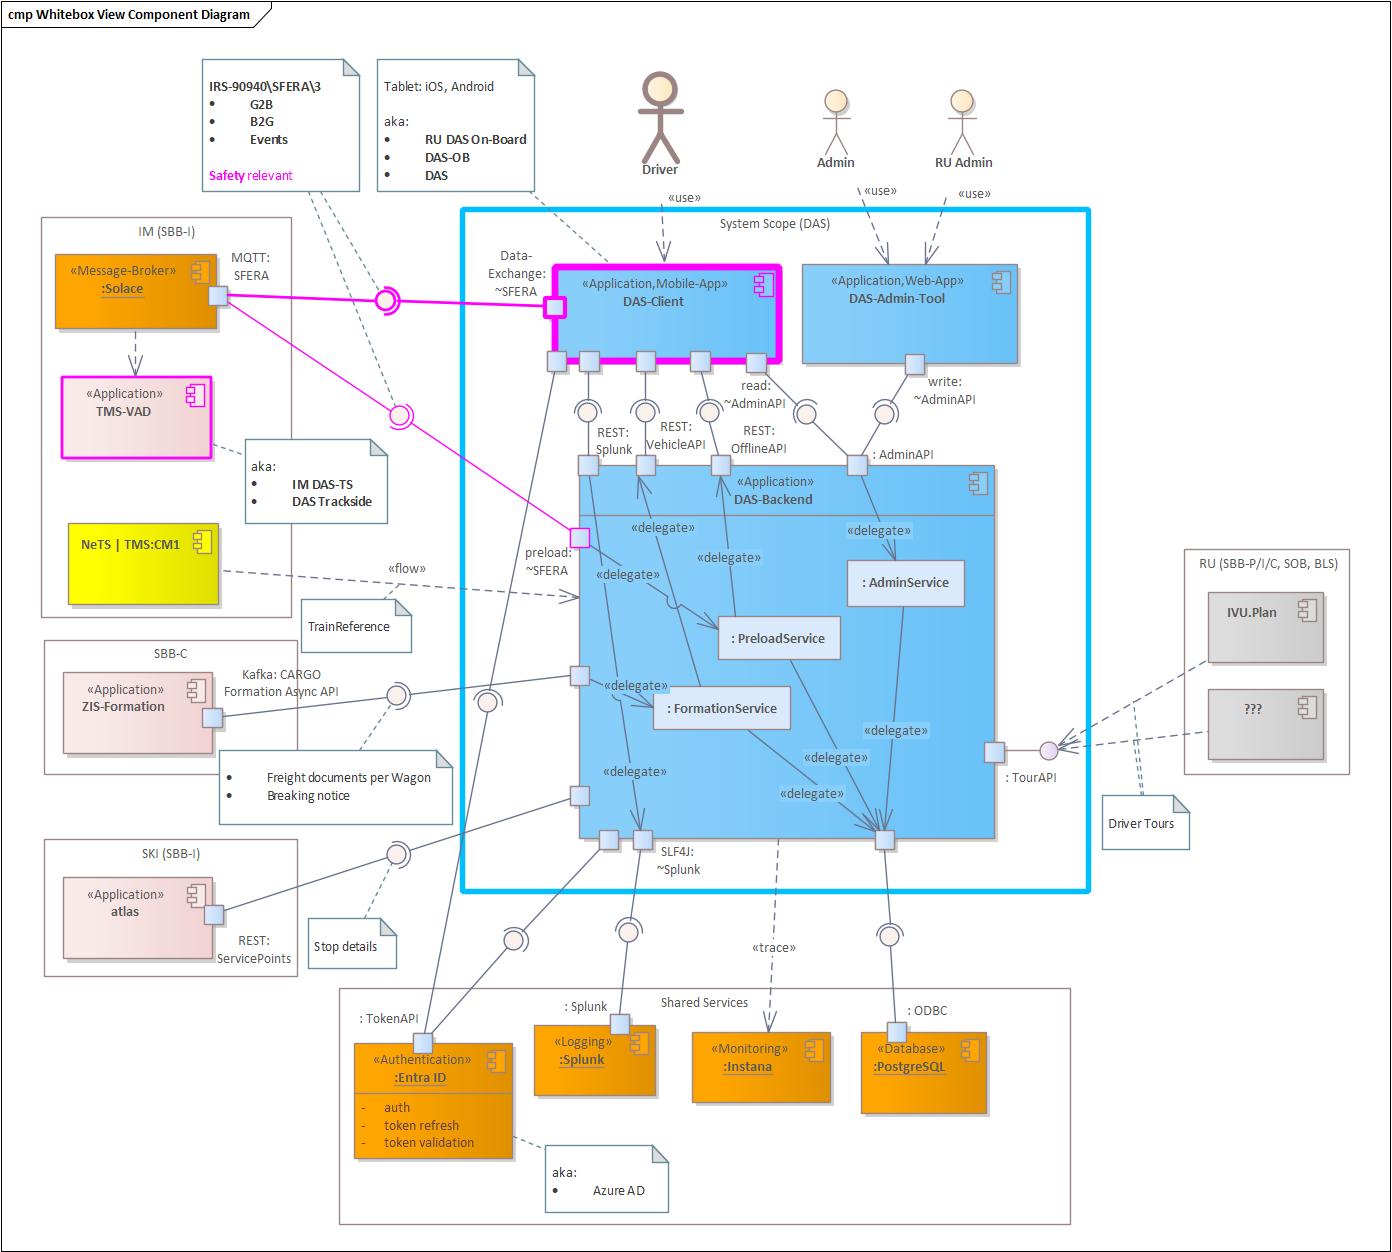 cmp Whitebox View Component Diagram
IRS-90940\SFERA\3
• G2B
• B2G
• Events
Safety relevant
Tablet: iOS, Android
aka:
• RU DAS On-Board
• DAS-OB
• DAS
Driver
Admin
RU Admin
«use»
«use»
«use»
IM (SBB-I)
«Message-Broker»
:Solace
MQTT:
SFERA
«Application»
TMS-VAD
aka:
• IM DAS-TS
• DAS Trackside
NeTS | TMS:CM1
«flow»
TrainReference
System Scope (DAS)
Data-
Exchange:
~SFERA
«Application,Mobile-App»
DAS-Client
«Application,Web-App»
DAS-Admin-Tool
read:
~AdminAPI
write:
~AdminAPI
REST:
Splunk
REST:
VehicleAPI
REST:
OfflineAPI
: AdminAPI
«Application»
DAS-Backend
«delegate»
«delegate»
«delegate»
preload:
~SFERA
«delegate»
: AdminService
: PreloadService
«delegate»
: FormationService
«delegate»
«delegate»
«delegate»
«delegate»
SLF4J:
~Splunk
: TourAPI
RU (SBB-P/I/C, SOB, BLS)
IVU.Plan
???
Driver Tours
SBB-C
«Application»
ZIS-Formation
Kafka: CARGO
Formation Async API
• Freight documents per Wagon
• Breaking notice
SKI (SBB-I)
«Application»
atlas
REST:
ServicePoints
Stop details
«trace»
Shared Services
: TokenAPI
: Splunk
: ODBC
«Authentication»
:Entra ID
- auth
- token refresh
- token validation
«Logging»
:Splunk
«Monitoring»
:Instana
«Database»
:PostgreSQL
aka:
• Azure AD